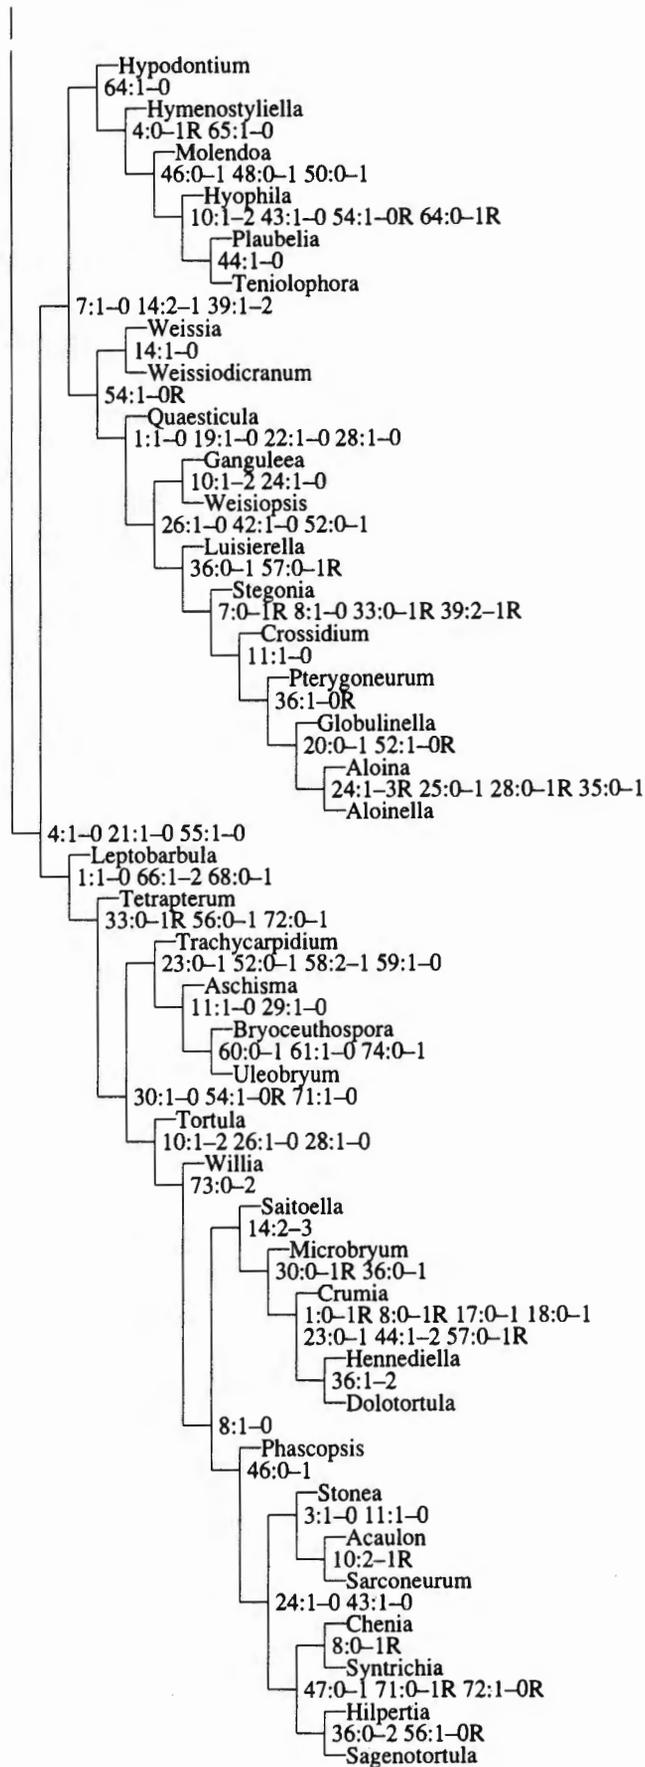 Hypodontium
64:1–0
Hymenostyliella
4:0–1R 65:1–0
Molendoa
46:0–1 48:0–1 50:0–1
Hyophila
10:1–2 43:1–0 54:1–0R 64:0–1R
Plaubelia
44:1–0
Teniolophora
7:1–0 14:2–1 39:1–2
Weissia
14:1–0
Weissiodicranum
54:1–0R
Quaesticula
1:1–0 19:1–0 22:1–0 28:1–0
Ganguleea
10:1–2 24:1–0
Weisiopsis
26:1–0 42:1–0 52:0–1
Luisierella
36:0–1 57:0–1R
Stegonia
7:0–1R 8:1–0 33:0–1R 39:2–1R
Crossidium
11:1–0
Pterygoneurum
36:1–0R
Globulinella
20:0–1 52:1–0R
Aloina
24:1–3R 25:0–1 28:0–1R 35:0–1
Aloinella
4:1–0 21:1–0 55:1–0
Leptobarbula
1:1–0 66:1–2 68:0–1
Tetrapterum
33:0–1R 56:0–1 72:0–1
Trachycarpidium
23:0–1 52:0–1 58:2–1 59:1–0
Aschisma
11:1–0 29:1–0
Bryoceuthospora
60:0–1 61:1–0 74:0–1
Uleobryum
30:1–0 54:1–0R 71:1–0
Tortula
10:1–2 26:1–0 28:1–0
Willia
73:0–2
Saitoella
14:2–3
Microbryum
30:0–1R 36:0–1
Crumia
1:0–1R 8:0–1R 17:0–1 18:0–1
23:0–1 44:1–2 57:0–1R
Hennediella
36:1–2
Dolotortula
8:1–0
Phascopsis
46:0–1
Stonea
3:1–0 11:1–0
Acaulon
10:2–1R
Sarconeurum
24:1–0 43:1–0
Chenia
8:0–1R
Syntrichia
47:0–1 71:0–1R 72:1–0R
Hilpertia
36:0–2 56:1–0R
Sagenotortula